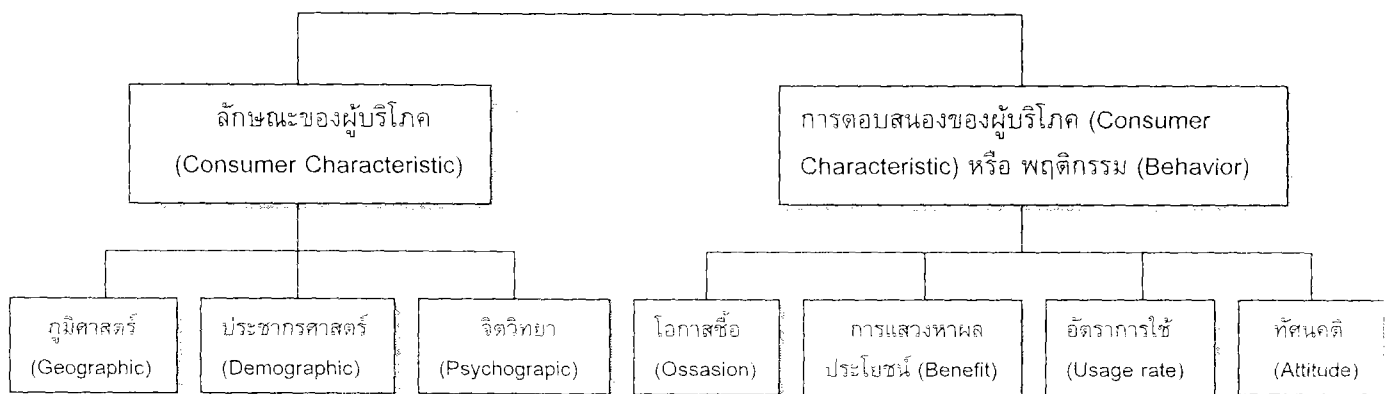 ลักษณะของผู้บริโภค
(Consumer Characteristic)
การตอบสนองของผู้บริโภค (Consumer
Characteristic) หรือ พฤติกรรม (Behavior)
ภูมิศาสตร์
(Geographic)
ประชากรศาสตร์
(Demographic)
จิตวิทยา
(Psychograpic)
โอกาสซื้อ
(Ossasion)
การแสวงหาผล
ประโยชน์ (Benefit)
อัตราการใช้
(Usage rate)
ทัศนคติ
(Attitude)